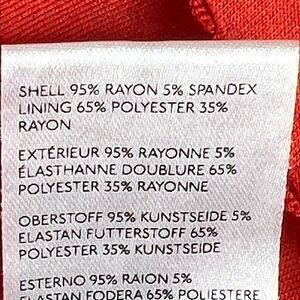 SHELL 95% RAYON 5% SPANDEX
LINING 65% POLYESTER 35%
RAYON
EXTÉRIEUR 95% RAYONNE 5%
ÉLASTHANNE DOUBLURE 65%
POLYESTER 35% RAYONNE
OBERSTOFF 95% KUNSTSEIDE 5%
ELASTAN FUTTERSTOFF 65%
POLYESTER 35% KUNSTSEIDE
ESTERNO 95% RAION 5%
ELASTAN FODERA 65% POLIESTERE